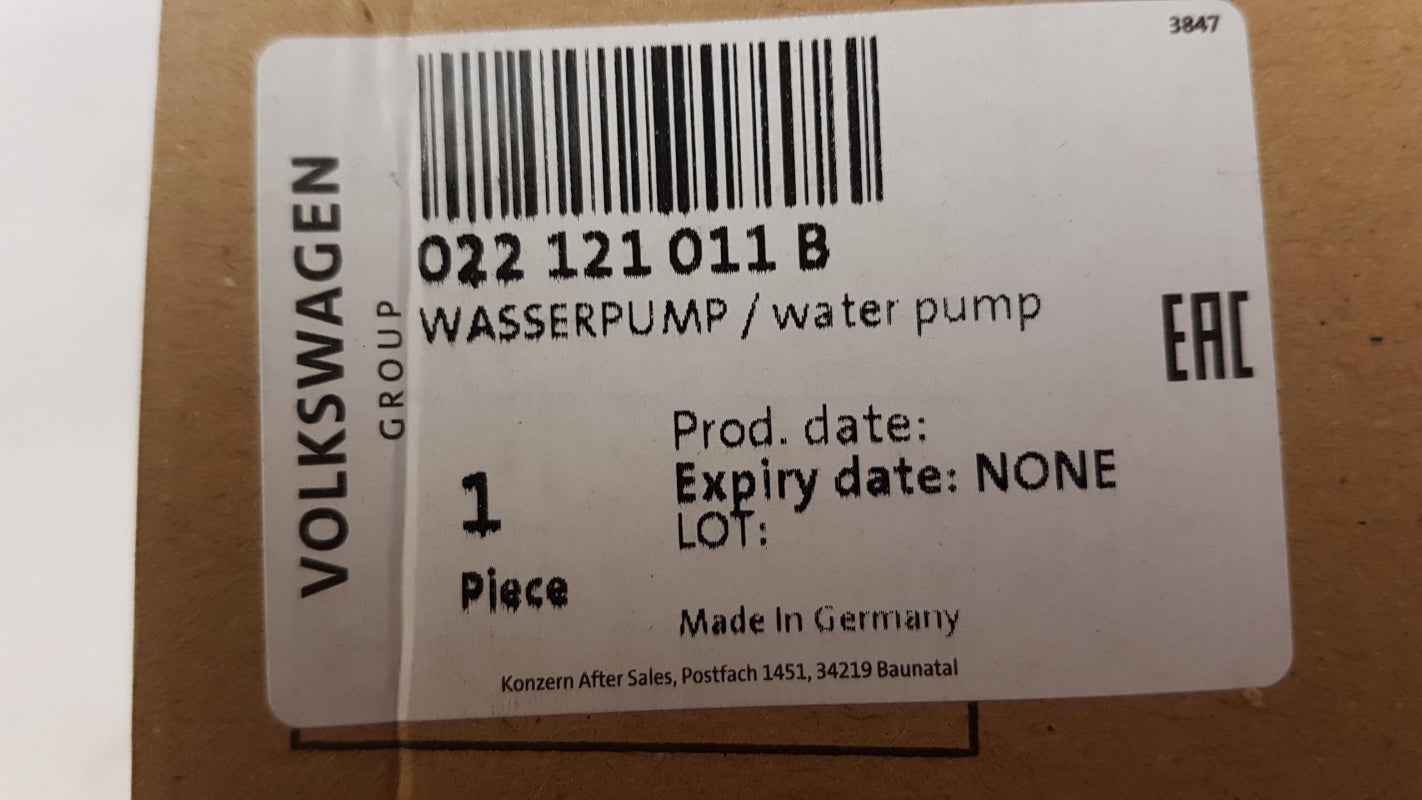 3847
VOLKSWAGEN
GROUP
022 121 011 B
WASSERPUMP / water pump
EAC
Prod. date:
Expiry date: NONE
LOT:
1
Piece
Made In Germany
Konzern After Sales, Postfach 1451, 34219 Baunatal